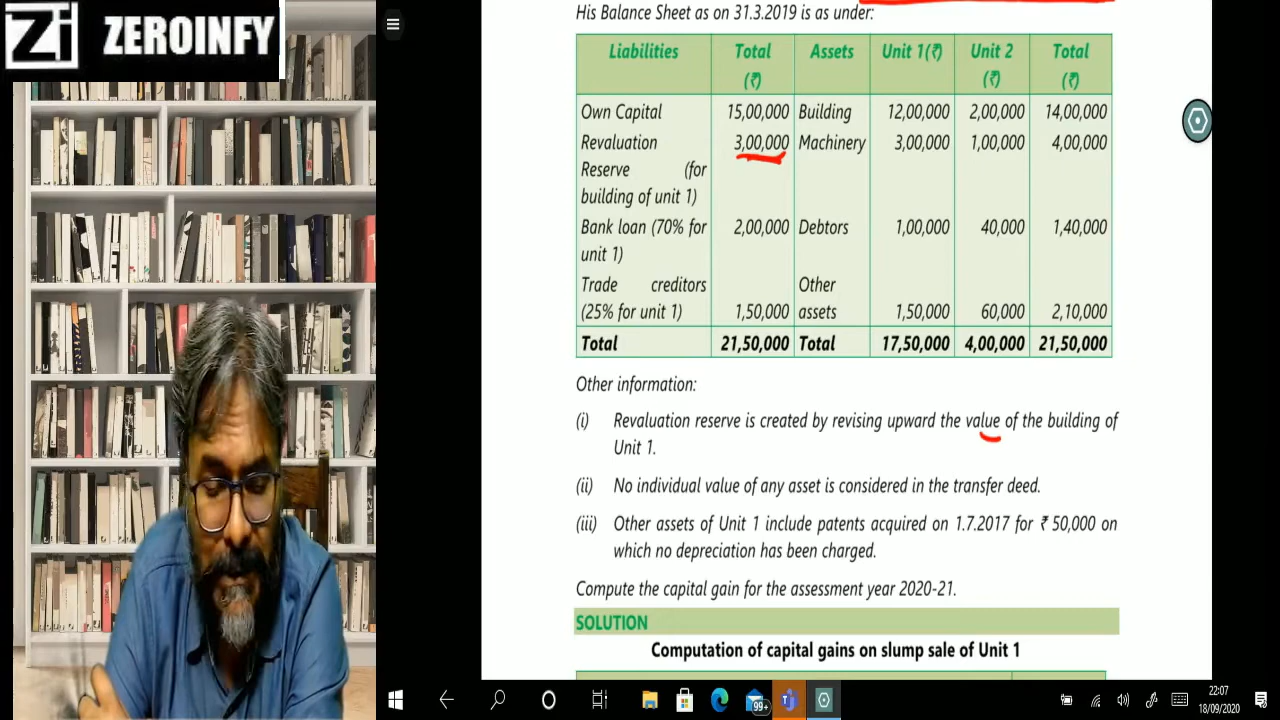 Zi ZEROINFY
His Balance Sheet as on 31.3.2019 is as under:
Liabilities Total (₹) Assets Unit 1(₹) Unit 2 (₹) Total (₹)
Own Capital 15,00,000 Building 12,00,000 2,00,000 14,00,000
Revaluation 3,00,000 Machinery 3,00,000 1,00,000 4,00,000
Reserve (for
building of unit 1)
Bank loan (70% for 2,00,000 Debtors 1,00,000 40,000 1,40,000
unit 1)
Trade creditors Other
(25% for unit 1) 1,50,000 assets 1,50,000 60,000 2,10,000
Total 21,50,000 Total 17,50,000 4,00,000 21,50,000
Other information:
(i) Revaluation reserve is created by revising upward the value of the building of
Unit 1.
(ii) No individual value of any asset is considered in the transfer deed.
(iii) Other assets of Unit 1 include patents acquired on 1.7.2017 for ₹ 50,000 on
which no depreciation has been charged.
Compute the capital gain for the assessment year 2020-21.
SOLUTION
Computation of capital gains on slump sale of Unit 1
99+
22:07
18/09/2020